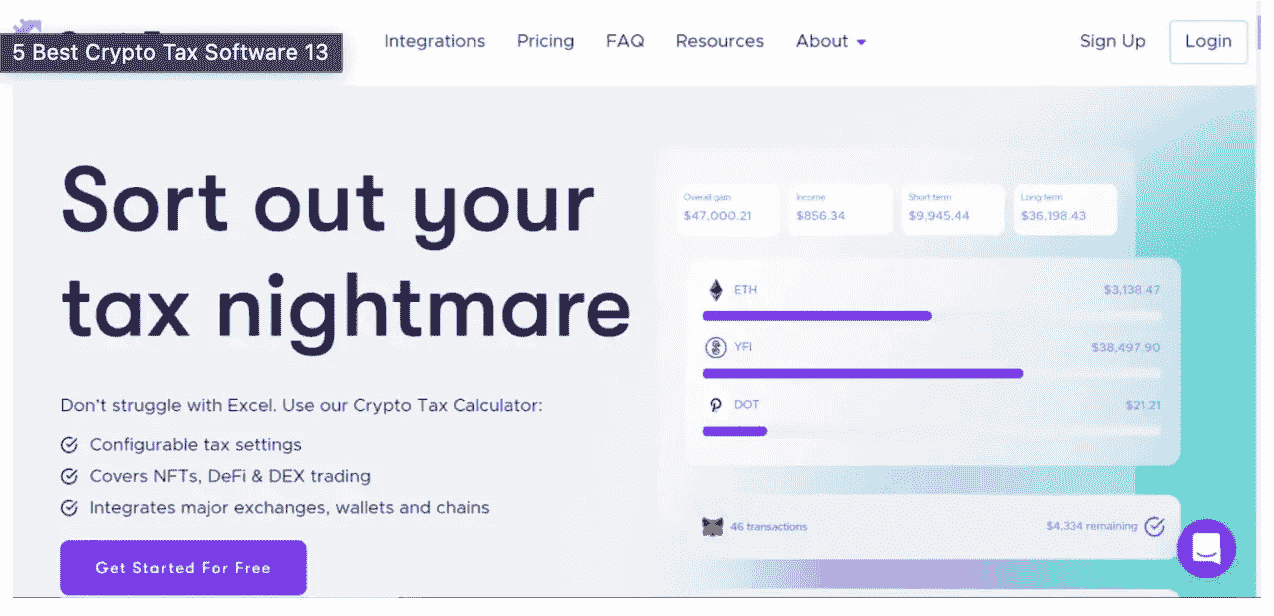 5 Best Crypto Tax Software 13
Integrations Pricing FAQ Resources About Sign Up Login
Sort out your
tax nightmare
Don't struggle with Excel. Use our Crypto Tax Calculator:
Configurable tax settings
Covers NFTs, DeFi & DEX trading
Integrates major exchanges, wallets and chains
Get Started For Free
Overall gain Income Short term Long term
$47,000.21 $856.34 $9,945.44 $36,198.43
ETH $3,138.47
YFI $38,497.90
DOT $21.21
46 transactions $4,334 remaining